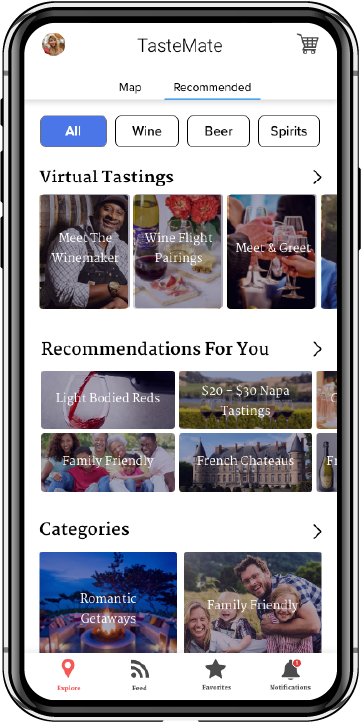 TasteMate
Map Recommended
All Wine Beer Spirits
Virtual Tastings
Meet The
Winemaker
Wine Flight
Pairings
Meet & Greet
Recommendations For You
Light Bodied Reds
$20 - $30 Napa
Tastings
Family Friendly
French Chateaus
Categories
Romantic
Getaways
Family Friendly
1
Explore Feed Favorites Notifications